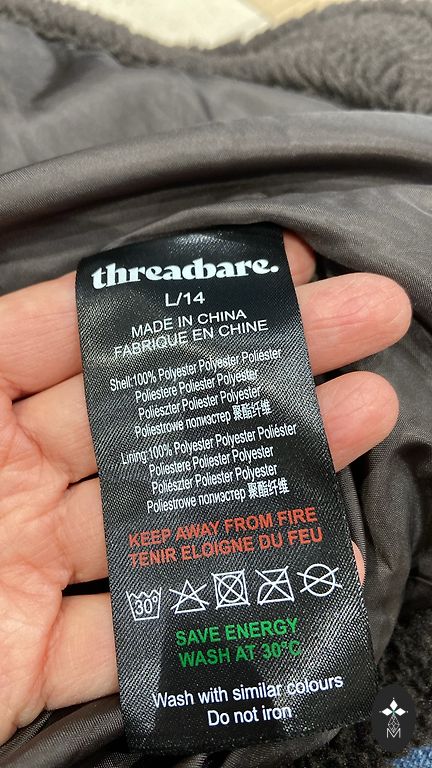 threadbare.
L/14
MADE IN CHINA
FABRIQUE EN CHINE
Shell:100% Polyester Polyester Poliéster
Poliestere Poliester Polyester
Poliészter Poliester Polyester
Poliestrowe полиэстер 聚酯纤维
Lining:100% Polyester Polyester Poliéster
Poliestere Poliester Polyester
Poliészter Poliester Polyester
Poliestrowe полиэстер 聚酯纤维
KEEP AWAY FROM FIRE
TENIR ELOIGNE DU FEU
30°
SAVE ENERGY
WASH AT 30°C
Wash with similar colours
Do not iron
M